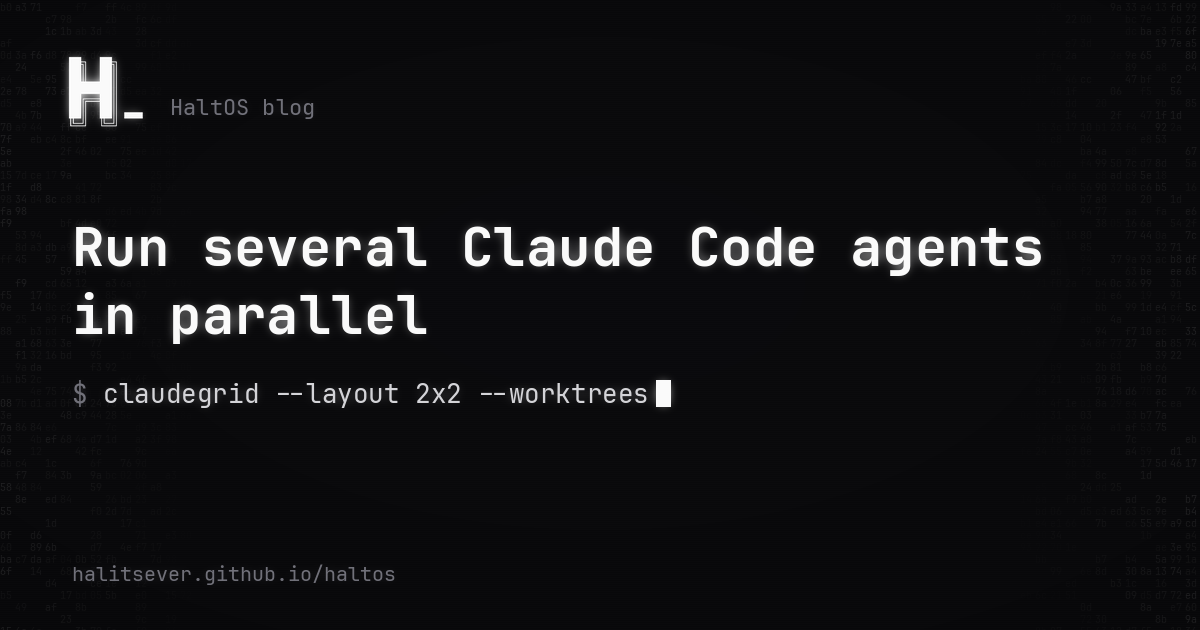 H_ HaltOS blog
Run several Claude Code agents
in parallel
$ claudegrid --layout 2x2 --worktrees
halitsever.github.io/haltos